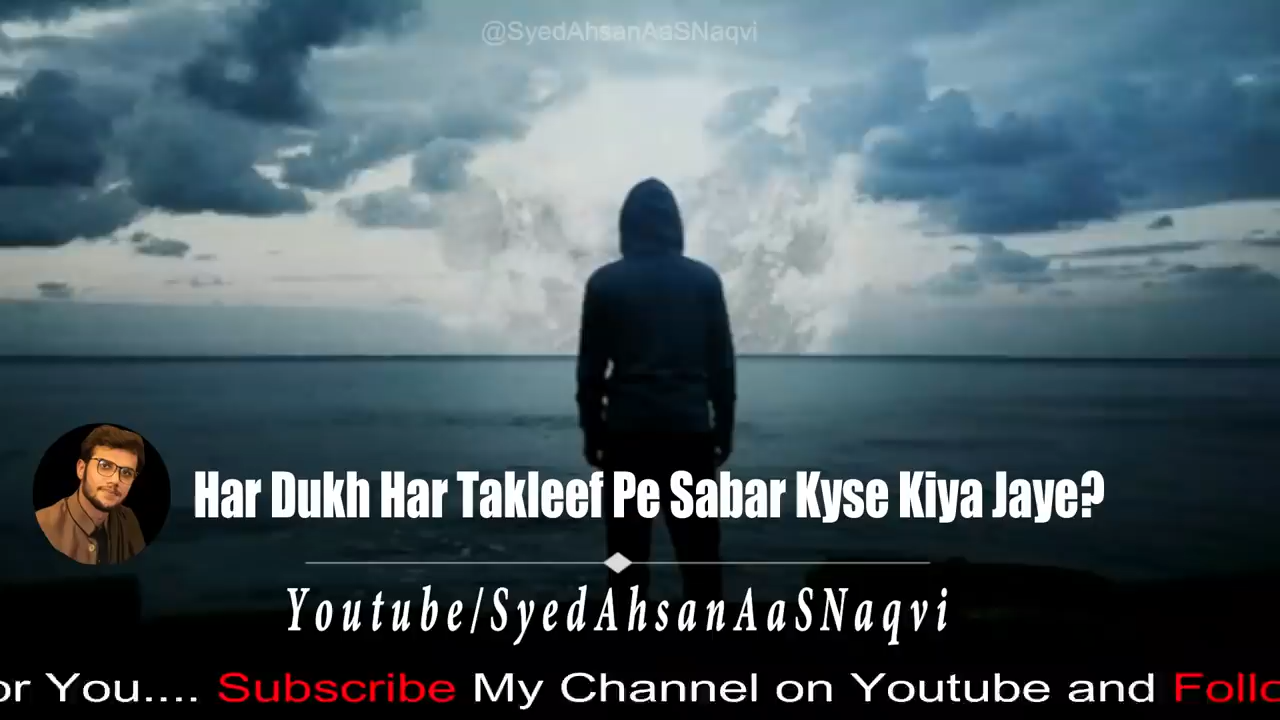 @SyedAhsanAaSNaqvi
Har Dukh Har Takleef Pe Sabar Kyse Kiya Jaye?
Youtube/SyedAhsanAaSNaqvi
or You.... Subscribe My Channel on Youtube and Follo